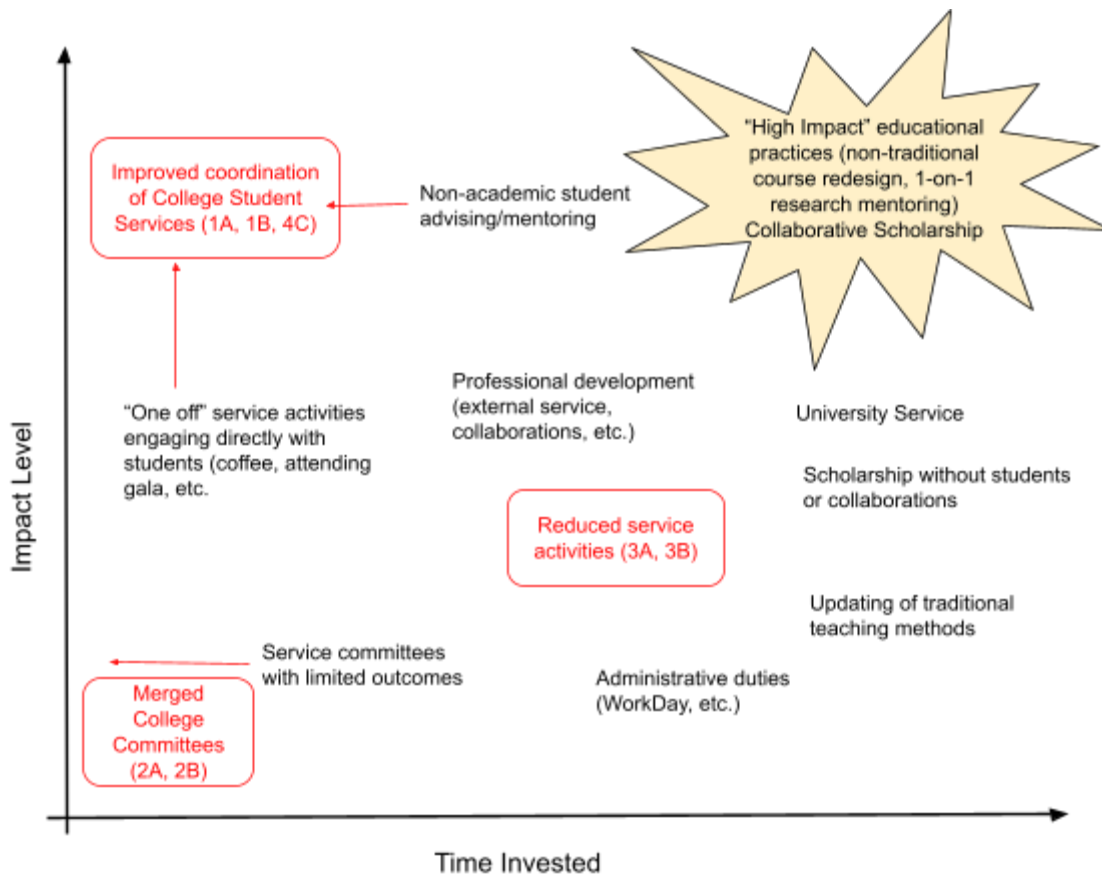 "High Impact" educational
practices (non-traditional
course redesign, 1-on-1
research mentoring)
Collaborative Scholarship
Improved coordination
of College Student
Services (1A, 1B, 4C)
Non-academic student
advising/mentoring
Professional development
(external service,
collaborations, etc.)
"One off" service activities
engaging directly with
students (coffee, attending
gala, etc.
University Service
Scholarship without students
or collaborations
Reduced service
activities (3A, 3B)
Updating of traditional
teaching methods
Service committees
with limited outcomes
Administrative duties
(WorkDay, etc.)
Merged
College
Committees
(2A, 2B)
Impact Level
Time Invested